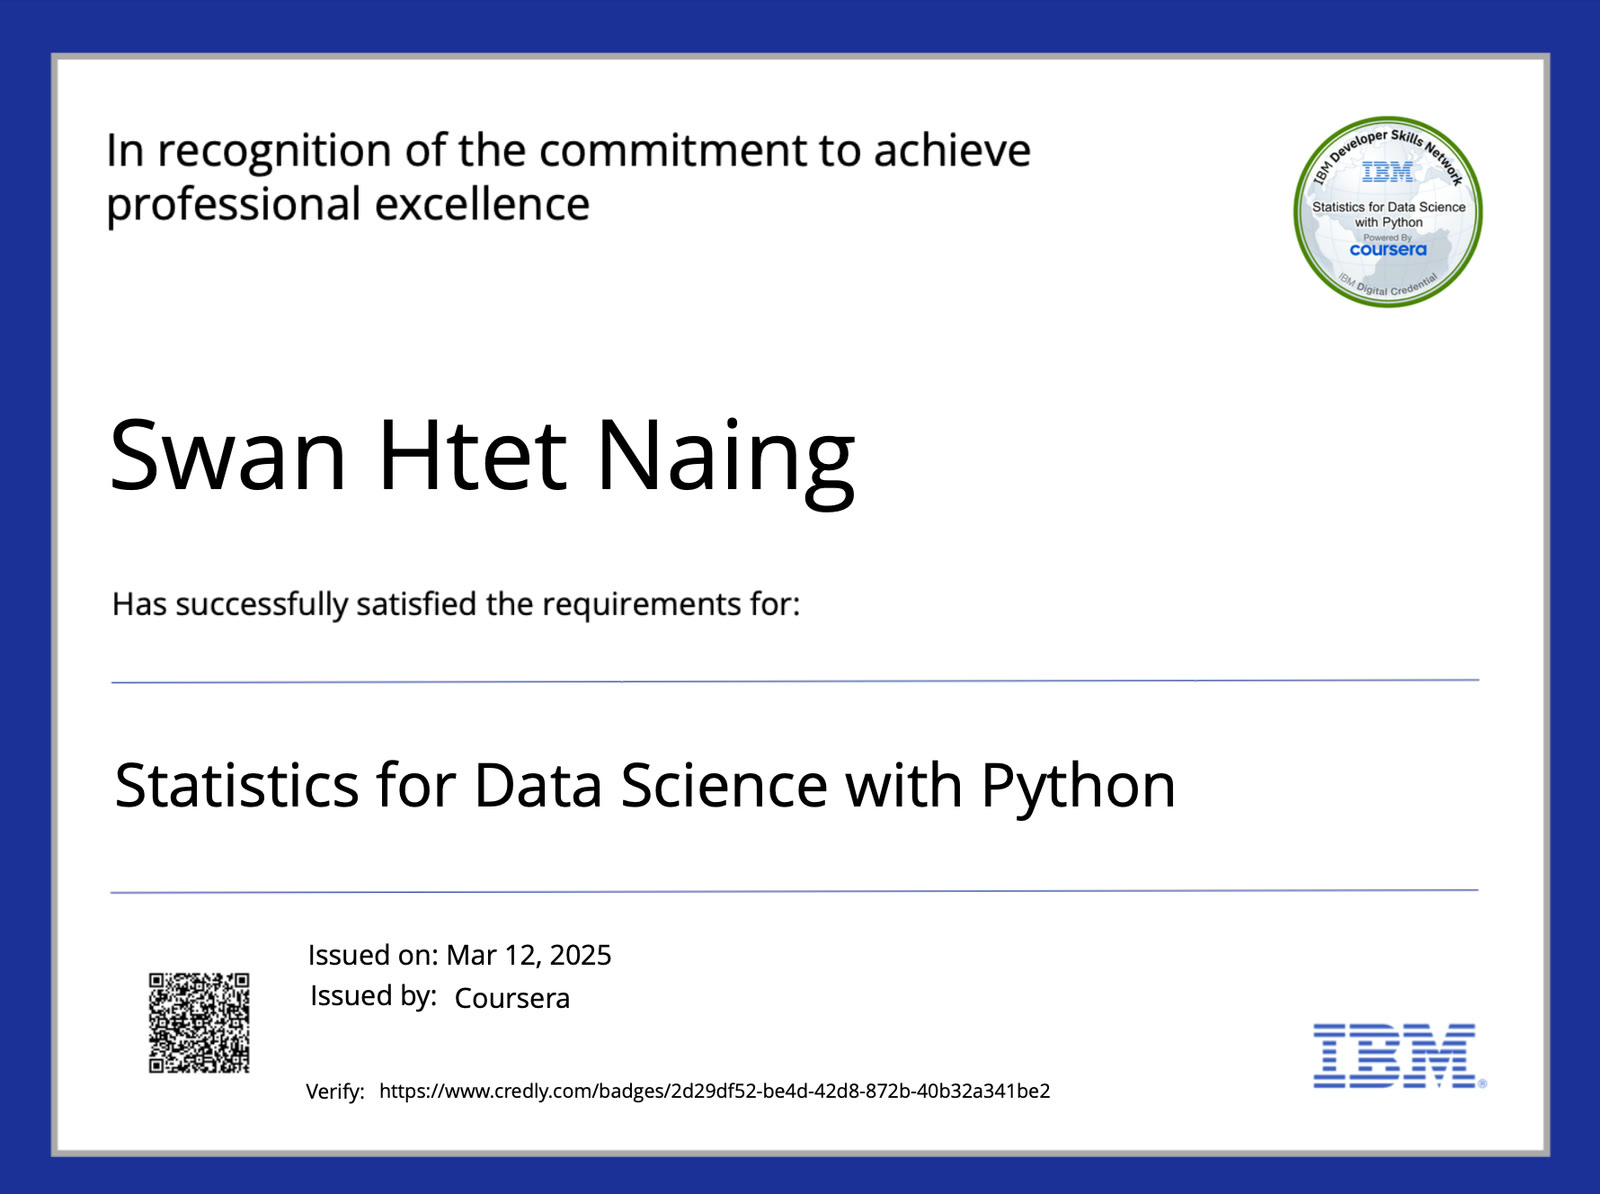 In recognition of the commitment to achieve
professional excellence
IBM Developer Skills Network
IBM
Statistics for Data Science
with Python
Powered By
coursera
IBM Digital Credential
Swan Htet Naing
Has successfully satisfied the requirements for:
Statistics for Data Science with Python
Issued on: Mar 12, 2025
Issued by: Coursera
Verify: https://www.credly.com/badges/2d29df52-be4d-42d8-872b-40b32a341be2
IBM®